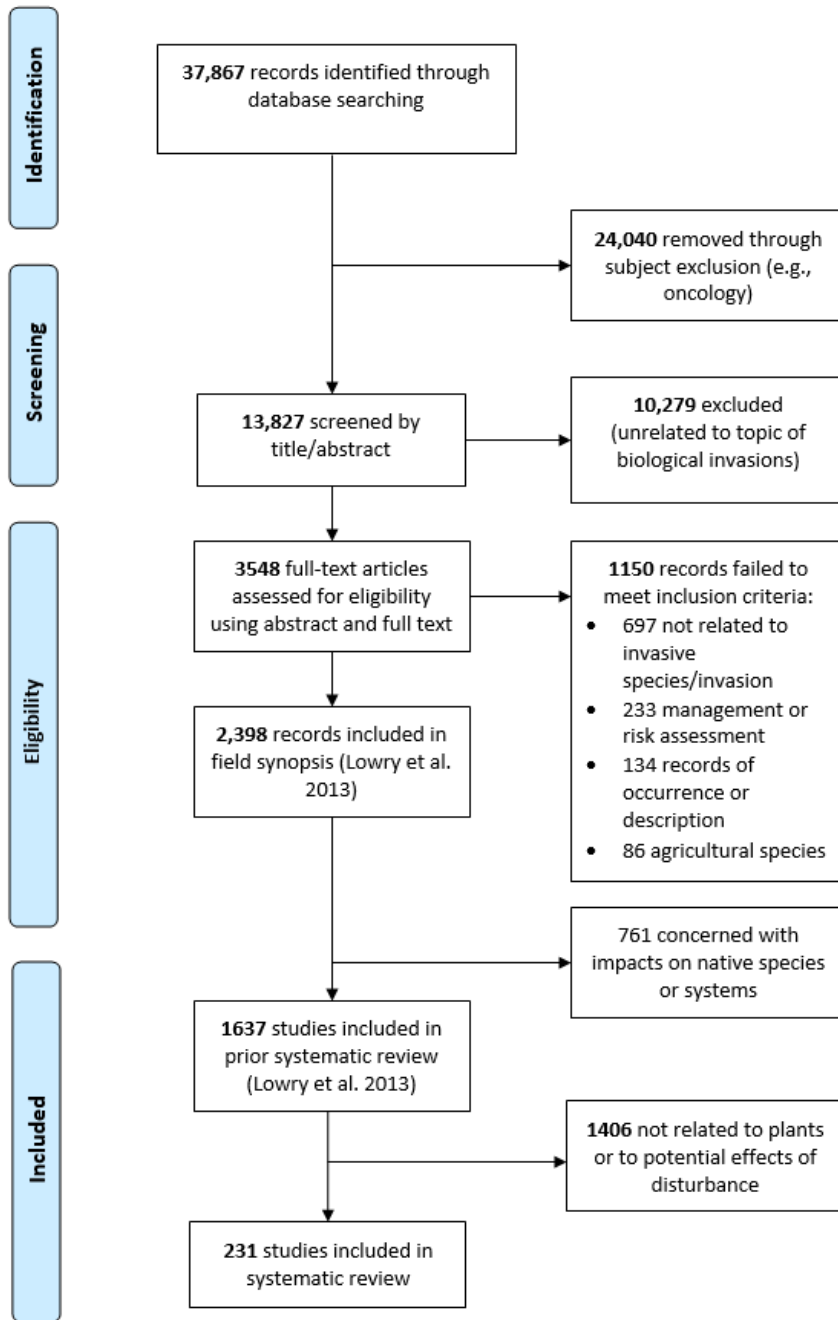 Identification
37,867 records identified through
database searching
24,040 removed through
subject exclusion (e.g.,
oncology)
Screening
13,827 screened by
title/abstract
10,279 excluded
(unrelated to topic of
biological invasions)
Eligibility
3548 full-text articles
assessed for eligibility
using abstract and full text
1150 records failed to
meet inclusion criteria:
• 697 not related to
invasive
species/invasion
• 233 management or
risk assessment
• 134 records of
occurrence or
description
• 86 agricultural species
2,398 records included in
field synopsis (Lowry et al.
2013)
761 concerned with
impacts on native species
or systems
Included
1637 studies included in
prior systematic review
(Lowry et al. 2013)
1406 not related to plants
or to potential effects of
disturbance
231 studies included in
systematic review